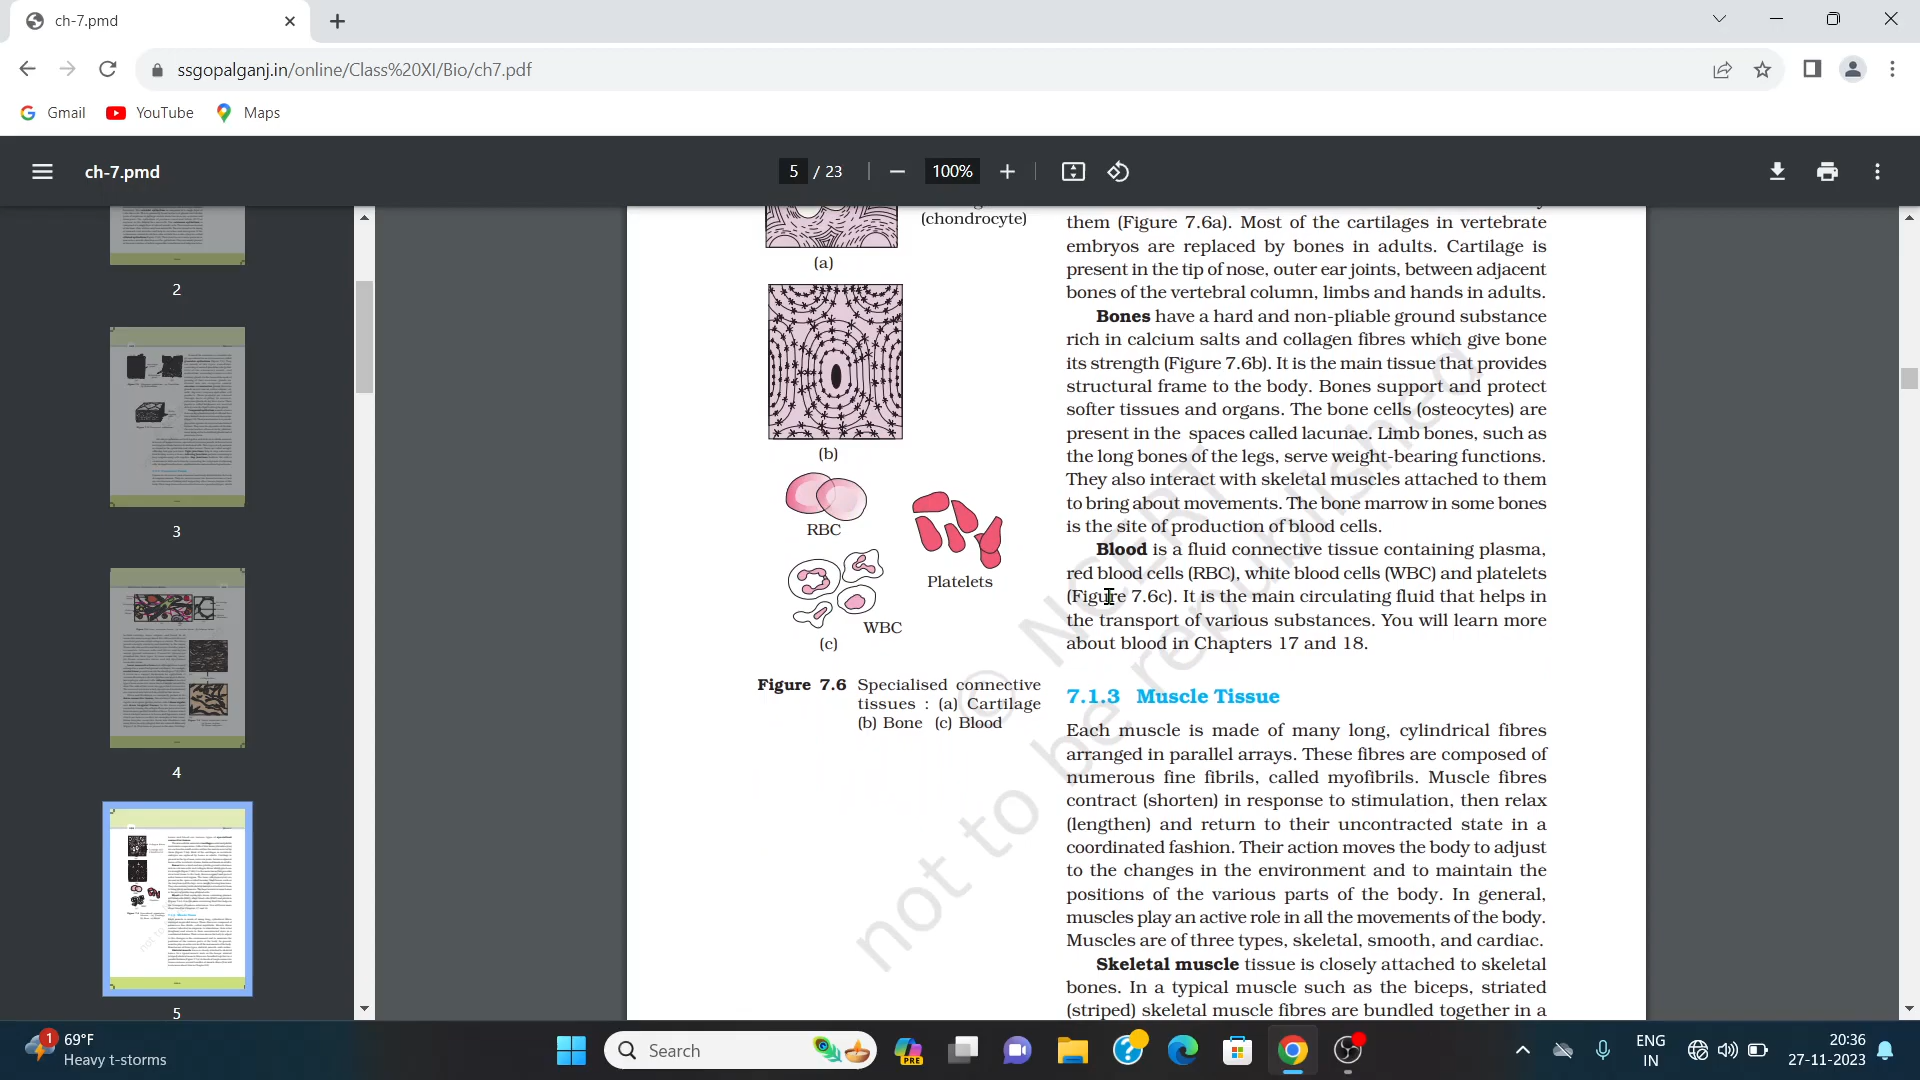 ch-7.pmd
ssgopalganj.in/online/Class%20XI/Bio/ch7.pdf
Gmail
YouTube
Maps
ch-7.pmd
5 / 23
100%
2
3
4
5
(chondrocyte)
(a)
(b)
RBC
Platelets
WBC
(c)
Figure 7.6 Specialised connective
tissues : (a) Cartilage
(b) Bone (c) Blood
them (Figure 7.6a). Most of the cartilages in vertebrate
embryos are replaced by bones in adults. Cartilage is
present in the tip of nose, outer ear joints, between adjacent
bones of the vertebral column, limbs and hands in adults.
Bones have a hard and non-pliable ground substance
rich in calcium salts and collagen fibres which give bone
its strength (Figure 7.6b). It is the main tissue that provides
structural frame to the body. Bones support and protect
softer tissues and organs. The bone cells (osteocytes) are
present in the spaces called lacunae. Limb bones, such as
the long bones of the legs, serve weight-bearing functions.
They also interact with skeletal muscles attached to them
to bring about movements. The bone marrow in some bones
is the site of production of blood cells.
Blood is a fluid connective tissue containing plasma,
red blood cells (RBC), white blood cells (WBC) and platelets
(Figure 7.6c). It is the main circulating fluid that helps in
the transport of various substances. You will learn more
about blood in Chapters 17 and 18.
7.1.3 Muscle Tissue
Each muscle is made of many long, cylindrical fibres
arranged in parallel arrays. These fibres are composed of
numerous fine fibrils, called myofibrils. Muscle fibres
contract (shorten) in response to stimulation, then relax
(lengthen) and return to their uncontracted state in a
coordinated fashion. Their action moves the body to adjust
to the changes in the environment and to maintain the
positions of the various parts of the body. In general,
muscles play an active role in all the movements of the body.
Muscles are of three types, skeletal, smooth, and cardiac.
Skeletal muscle tissue is closely attached to skeletal
bones. In a typical muscle such as the biceps, striated
(striped) skeletal muscle fibres are bundled together in a
© NCERT
not to be republished
1
69°F
Heavy t-storms
Search
PRE
ENG
IN
20:36
27-11-2023